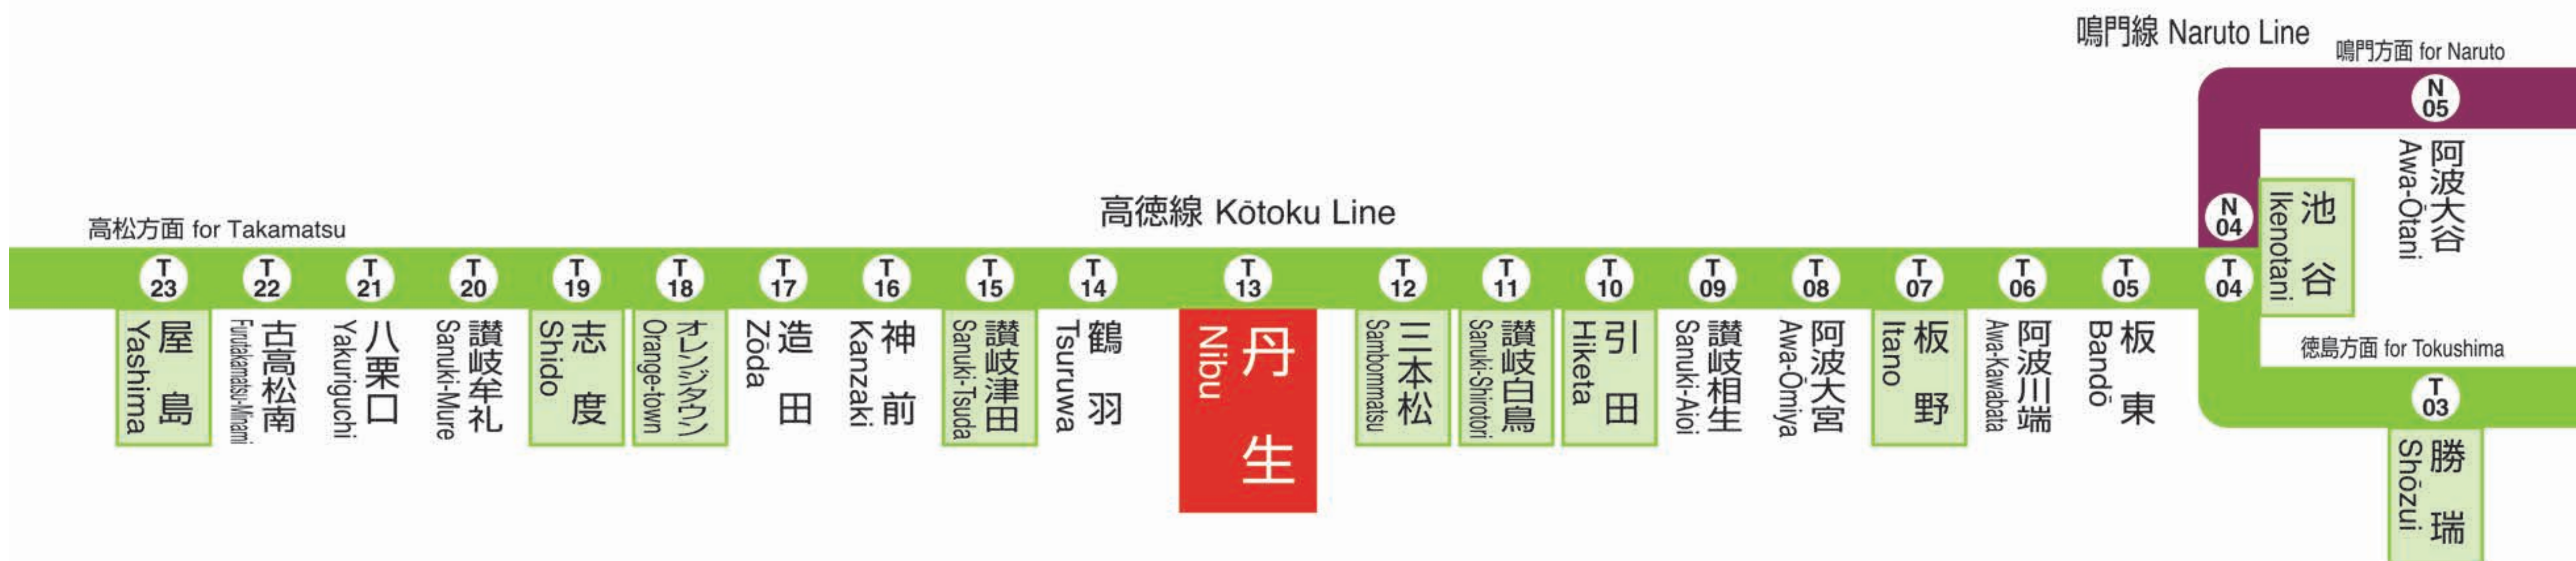 鳴門線 Naruto Line
鳴門方面 for Naruto
N
05
阿波大谷
Awa-Ōtani
N
04
池谷
Ikenotani
高徳線 Kōtoku Line
高松方面 for Takamatsu
T
23
屋島
Yashima
T
22
古高松南
Furutakamatsu-Minami
T
21
八栗口
Yakuriguchi
T
20
讃岐牟礼
Sanuki-Mure
T
19
志度
Shido
T
18
オレンジタウン
Orange-town
T
17
造田
Zōda
T
16
神前
Kanzaki
T
15
讃岐津田
Sanuki-Tsuda
T
14
鶴羽
Tsuruwa
T
13
丹生
Nibu
T
12
三本松
Sambommatsu
T
11
讃岐白鳥
Sanuki-Shirotori
T
10
引田
Hiketa
T
09
讃岐相生
Sanuki-Aioi
T
08
阿波大宮
Awa-Ōmiya
T
07
板野
Itano
T
06
阿波川端
Awa-Kawabata
T
05
板東
Bandō
T
04
徳島方面 for Tokushima
T
03
勝瑞
Shōzui